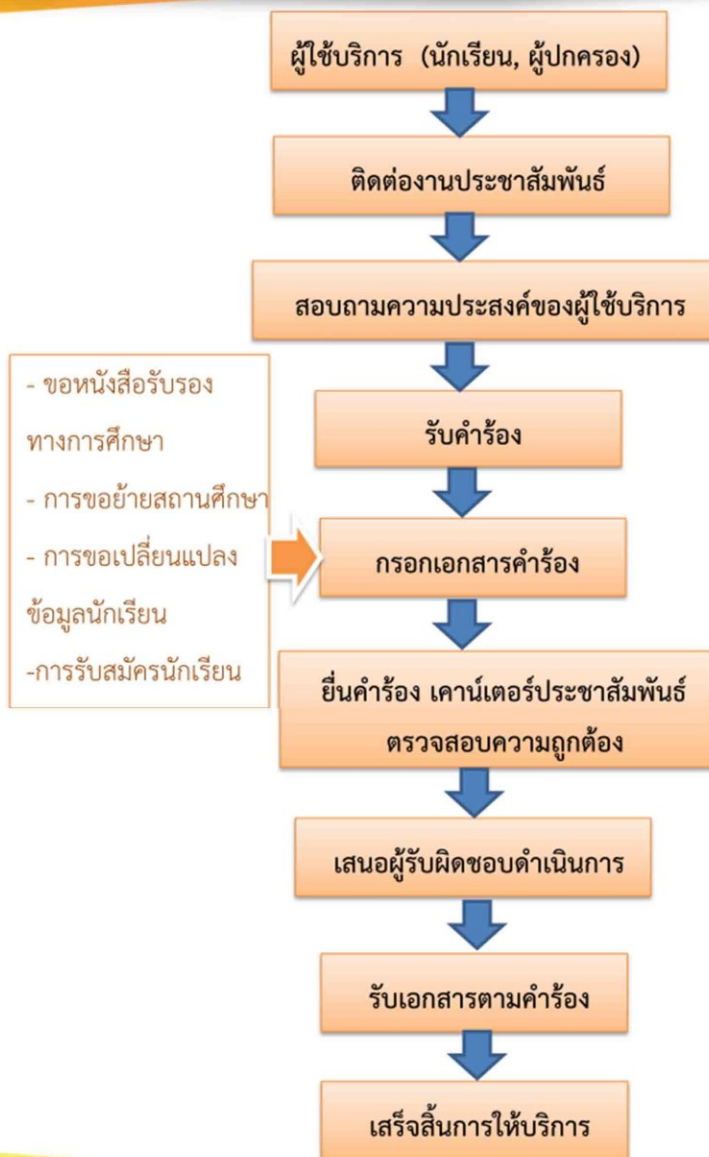 ผู้ใช้บริการ (นักเรียน, ผู้ปกครอง)
ติดต่องานประชาสัมพันธ์
สอบถามความประสงค์ของผู้ใช้บริการ
รับคำร้อง
- ขอหนังสือรับรอง
ทางการศึกษา
- การขอย้ายสถานศึกษา
- การขอเปลี่ยนแปลง
ข้อมูลนักเรียน
-การรับสมัครนักเรียน
กรอกเอกสารคำร้อง
ยื่นคำร้อง เคาน์เตอร์ประชาสัมพันธ์
ตรวจสอบความถูกต้อง
เสนอผู้รับผิดชอบดำเนินการ
รับเอกสารตามคำร้อง
เสร็จสิ้นการให้บริการ